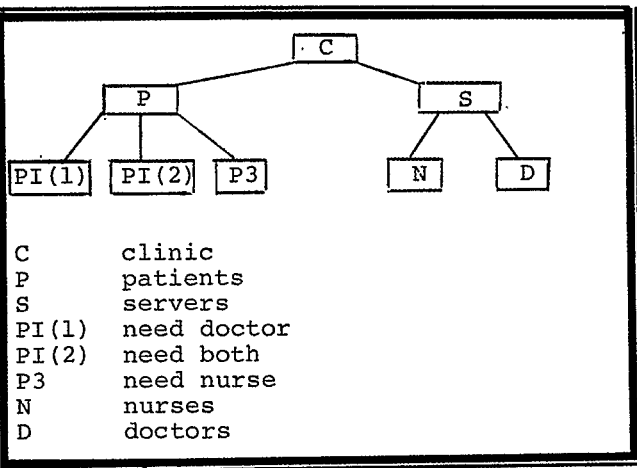 C
P S
PI(1) PI(2) P3 N D
C clinic
P patients
S servers
PI(1) need doctor
PI(2) need both
P3 need nurse
N nurses
D doctors